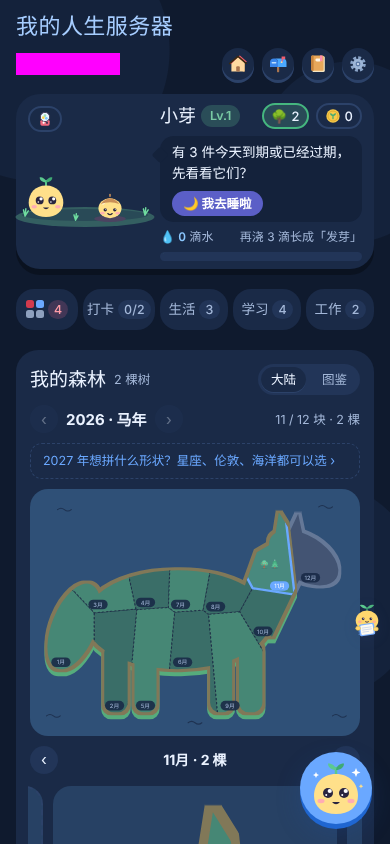 我的人生服务器
小芽 Lv.1 2 0
有 3 件今天到期或已经过期，
先看看它们？
🌙 我去睡啦
💧 0 滴水 再浇 3 滴长成「发芽」
4 打卡 0/2 生活 3 学习 4 工作 2
我的森林 2 棵树 大陆 图鉴
‹ 2026 · 马年 › 11 / 12 块 · 2 棵
2027 年想拼什么形状？星座、伦敦、海洋都可以选 ›
12月
11月
3月 4月 7月 8月
10月
1月 6月
2月 5月 9月
‹ 11月 · 2 棵